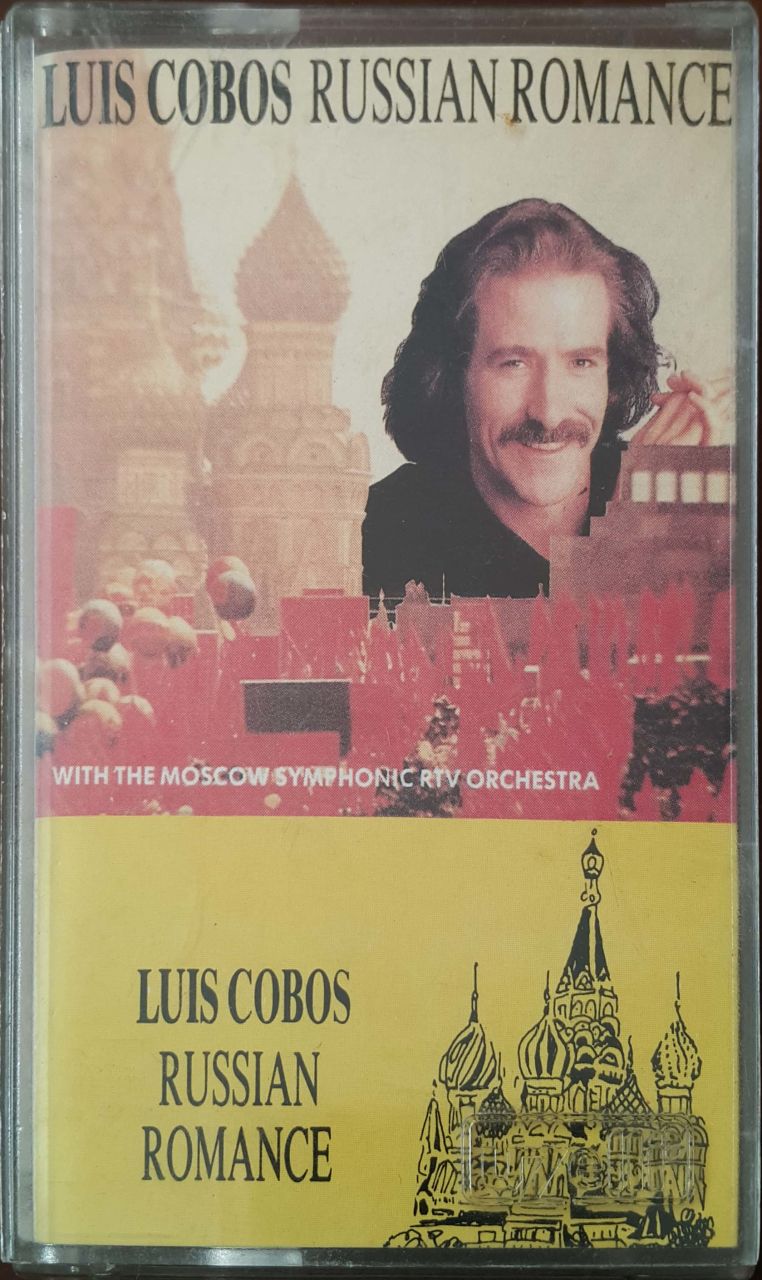 LUIS COBOS RUSSIAN ROMANCE
WITH THE MOSCOW SYMPHONIC RTV ORCHESTRA
LUIS COBOS
RUSSIAN
ROMANCE